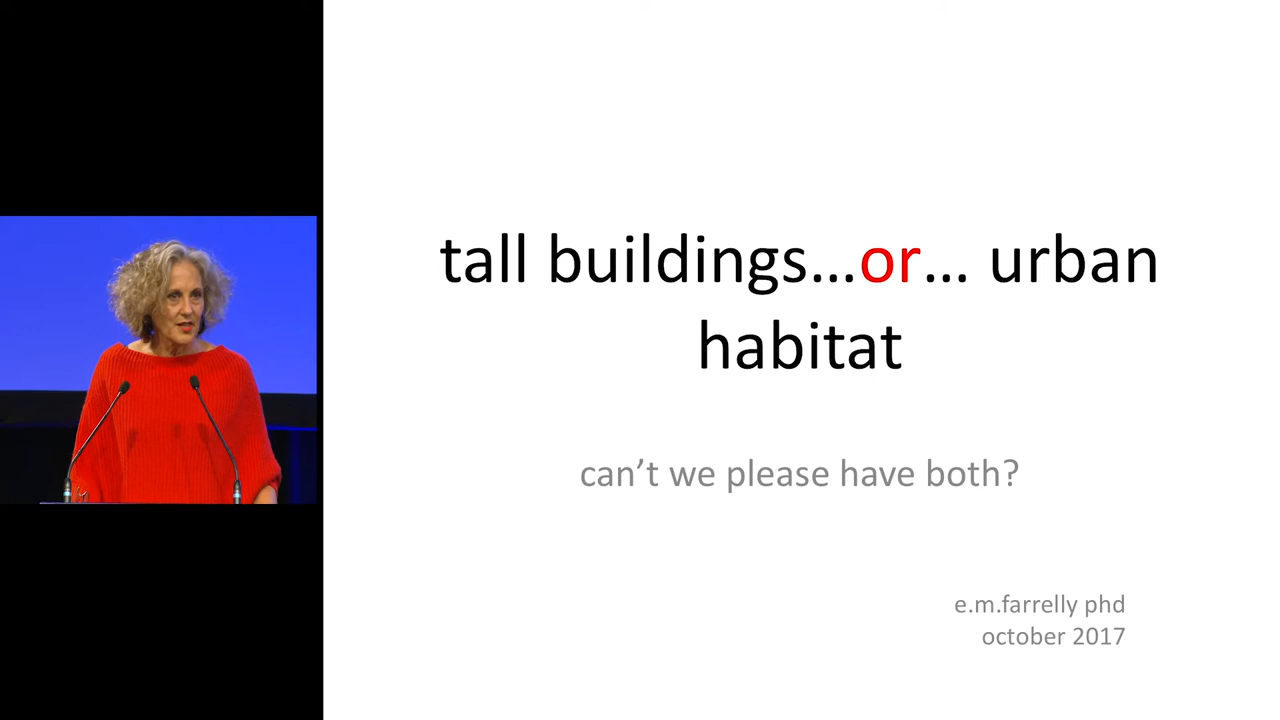 tall buildings…or… urban
habitat
can’t we please have both?
e.m.farrelly phd
october 2017